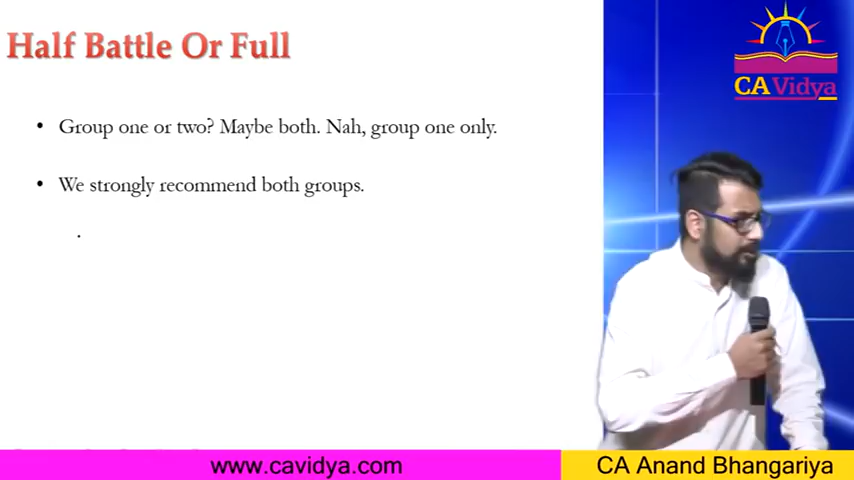 Half Battle Or Full
CA Vidya
• Group one or two? Maybe both. Nah, group one only.
• We strongly recommend both groups.
www.cavidya.com
CA Anand Bhangariya